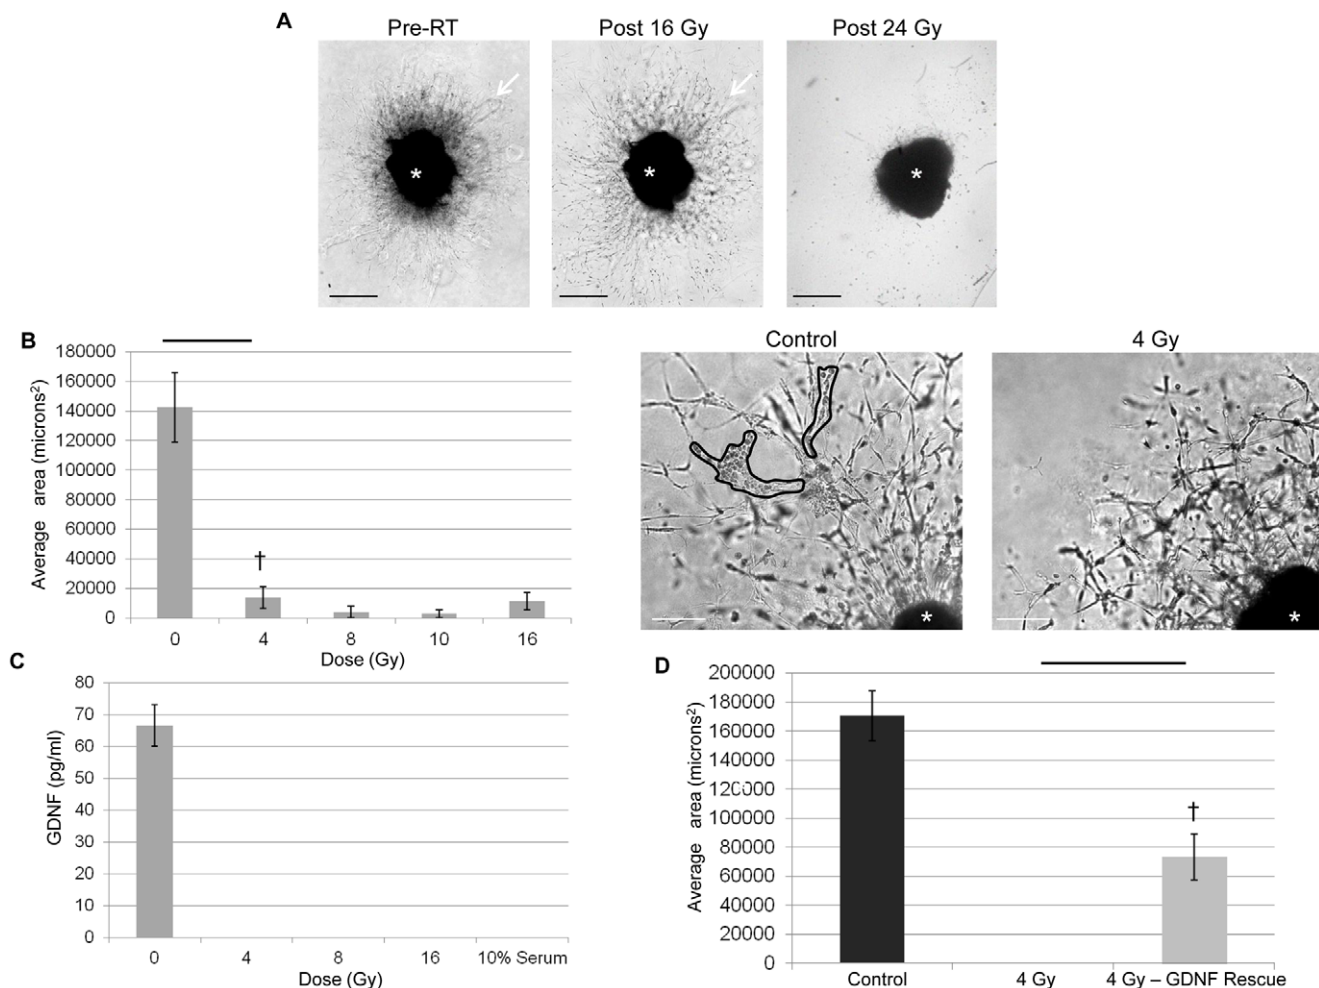 A
Pre-RT
Post 16 Gy
Post 24 Gy
*
*
*
B
180000
160000
140000
120000
100000
80000
60000
40000
20000
0
Average area (microns²)
†
0 4 8 10 16
Dose (Gy)
Control
4 Gy
*
*
C
80
70
60
50
40
30
20
10
0
GDNF (pg/ml)
0 4 8 16 10% Serum
Dose (Gy)
D
200000
180000
160000
140000
120000
100000
80000
60000
40000
20000
0
Average area (microns²)
†
Control 4 Gy 4 Gy – GDNF Rescue